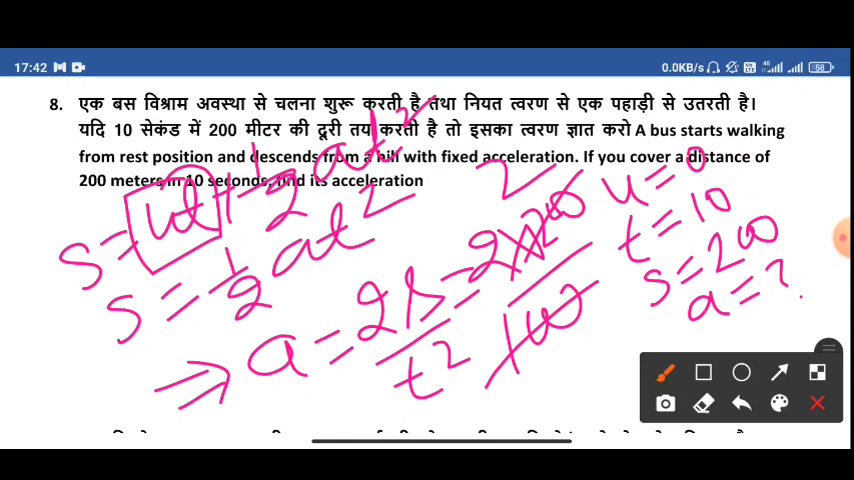 17:42 0.0KB/s 4G 58
8. एक बस विश्राम अवस्था से चलना शुरू करती है तथा नियत त्वरण से एक पहाड़ी से उतरती है।
यदि 10 सेकंड में 200 मीटर की दूरी तय करती है तो इसका त्वरण ज्ञात करो A bus starts walking
from rest position and descends from a hill with fixed acceleration. If you cover a distance of
200 meters in 10 seconds, find its acceleration
s = ut + 1/2 at²
s = 1/2 at²
⇒ a = 2s/t² = 2×200/100
2
u = 0
t = 10
s = 200
a = ?